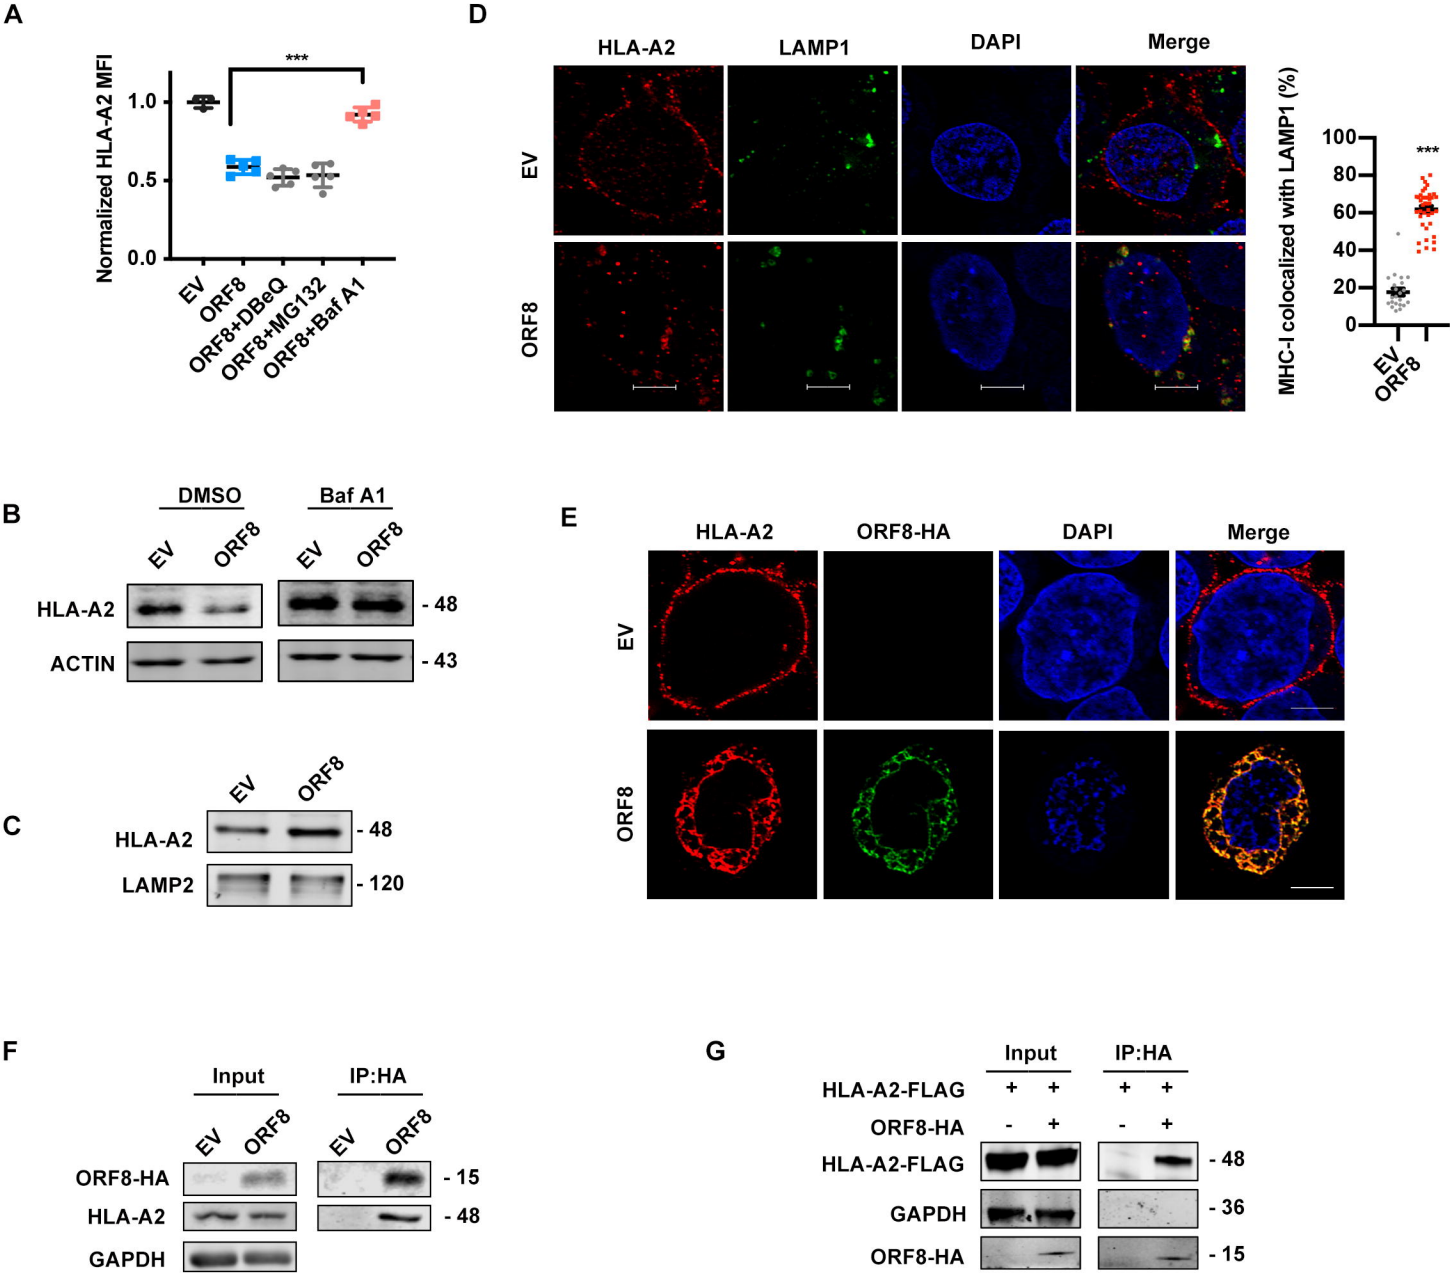 A
Normalized HLA-A2 MFI
***
1.0
0.5
0.0
EV
ORF8
ORF8+DBeQ
ORF8+MG132
ORF8+Baf A1
D
HLA-A2 LAMP1 DAPI Merge
EV
ORF8
MHC-I colocalized with LAMP1 (%)
***
100
80
60
40
20
0
EV
ORF8
B
DMSO Baf A1
EV ORF8 EV ORF8
HLA-A2 - 48
ACTIN - 43
C
EV ORF8
HLA-A2 - 48
LAMP2 - 120
E
HLA-A2 ORF8-HA DAPI Merge
EV
ORF8
F
Input IP:HA
EV ORF8 EV ORF8
ORF8-HA - 15
HLA-A2 - 48
GAPDH
G
Input IP:HA
HLA-A2-FLAG + + + +
ORF8-HA - + - +
HLA-A2-FLAG - 48
GAPDH - 36
ORF8-HA - 15